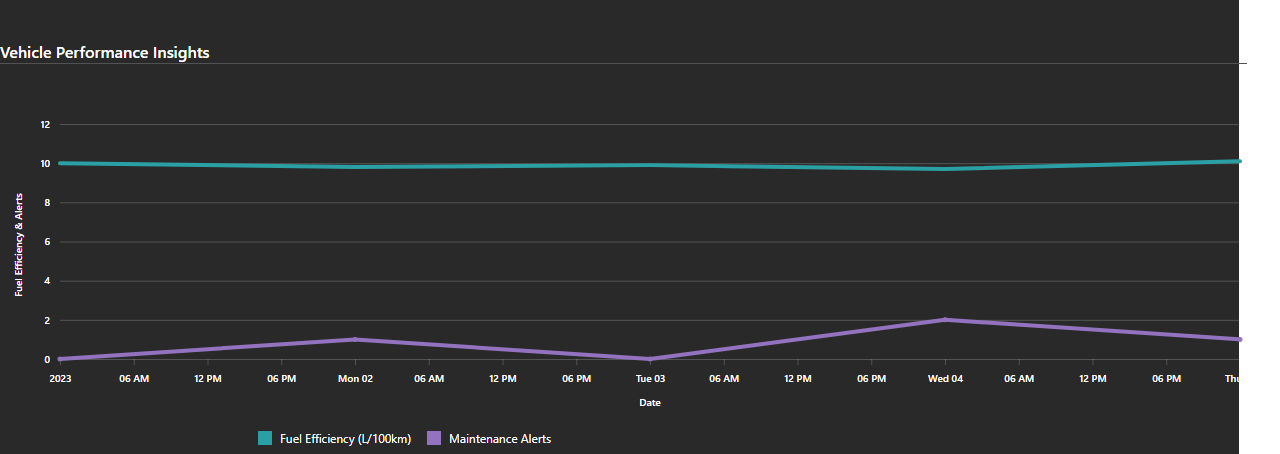 Vehicle Performance Insights
12
10
8
6
4
2
0
Fuel Efficiency & Alerts
2023 06 AM 12 PM 06 PM Mon 02 06 AM 12 PM 06 PM Tue 03 06 AM 12 PM 06 PM Wed 04 06 AM 12 PM 06 PM Thu
Date
Fuel Efficiency (L/100km) Maintenance Alerts